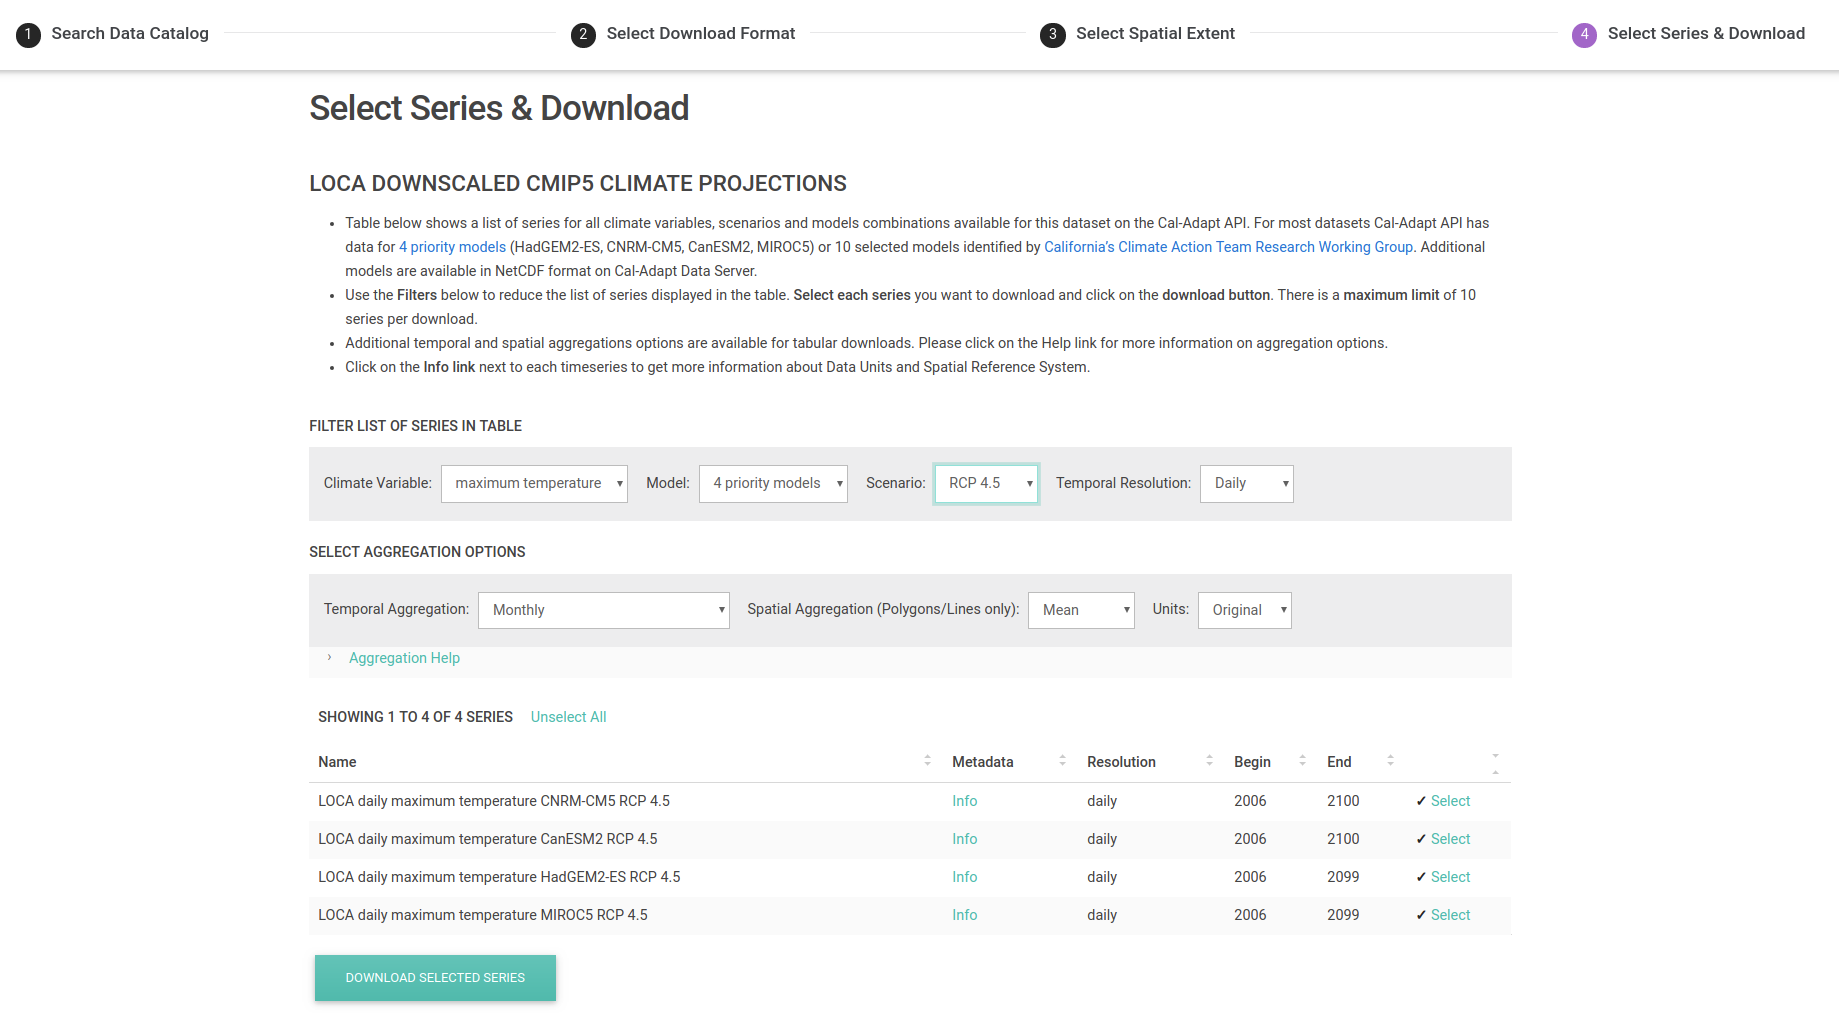 1 Search Data Catalog 2 Select Download Format 3 Select Spatial Extent 4 Select Series & Download
Select Series & Download
LOCA DOWNSCALED CMIP5 CLIMATE PROJECTIONS
• Table below shows a list of series for all climate variables, scenarios and models combinations available for this dataset on the Cal-Adapt API. For most datasets Cal-Adapt API has
data for 4 priority models (HadGEM2-ES, CNRM-CM5, CanESM2, MIROC5) or 10 selected models identified by California's Climate Action Team Research Working Group. Additional
models are available in NetCDF format on Cal-Adapt Data Server.
• Use the Filters below to reduce the list of series displayed in the table. Select each series you want to download and click on the download button. There is a maximum limit of 10
series per download.
• Additional temporal and spatial aggregations options are available for tabular downloads. Please click on the Help link for more information on aggregation options.
• Click on the Info link next to each timeseries to get more information about Data Units and Spatial Reference System.
FILTER LIST OF SERIES IN TABLE
Climate Variable: maximum temperature Model: 4 priority models Scenario: RCP 4.5 Temporal Resolution: Daily
SELECT AGGREGATION OPTIONS
Temporal Aggregation: Monthly Spatial Aggregation (Polygons/Lines only): Mean Units: Original
› Aggregation Help
SHOWING 1 TO 4 OF 4 SERIES Unselect All
Name Metadata Resolution Begin End
LOCA daily maximum temperature CNRM-CM5 RCP 4.5 Info daily 2006 2100 ✓ Select
LOCA daily maximum temperature CanESM2 RCP 4.5 Info daily 2006 2100 ✓ Select
LOCA daily maximum temperature HadGEM2-ES RCP 4.5 Info daily 2006 2099 ✓ Select
LOCA daily maximum temperature MIROC5 RCP 4.5 Info daily 2006 2099 ✓ Select
DOWNLOAD SELECTED SERIES